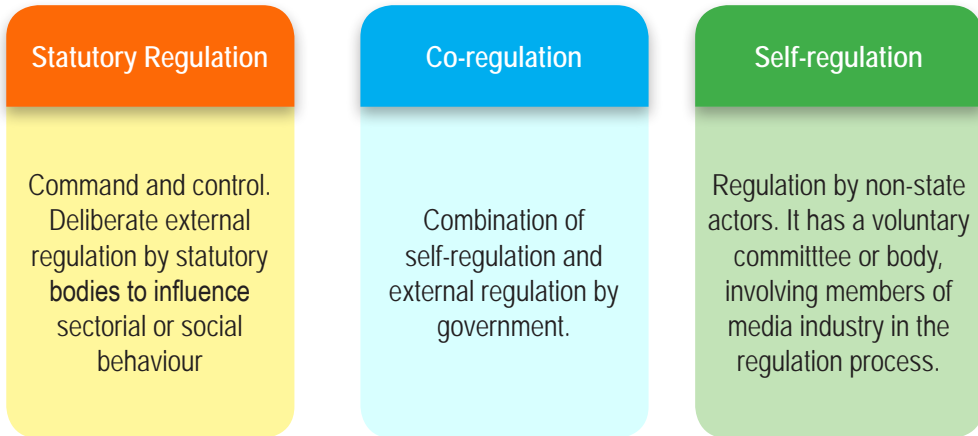 Statutory Regulation
Command and control.
Deliberate external
regulation by statutory
bodies to influence
sectorial or social
behaviour
Co-regulation
Combination of
self-regulation and
external regulation by
government.
Self-regulation
Regulation by non-state
actors. It has a voluntary
committtee or body,
involving members of
media industry in the
regulation process.